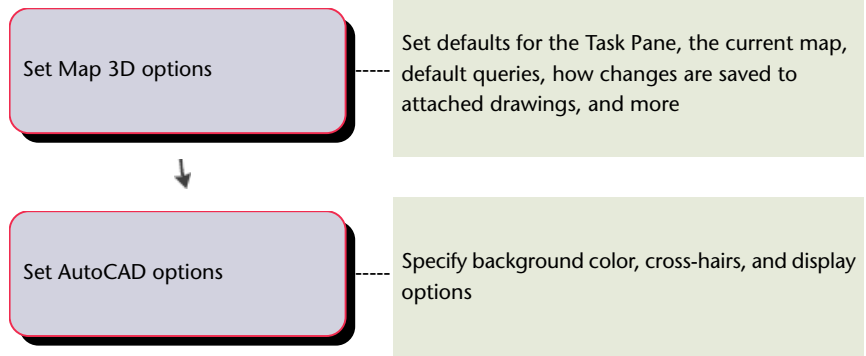 Set Map 3D options
Set defaults for the Task Pane, the current map,
default queries, how changes are saved to
attached drawings, and more
Set AutoCAD options
Specify background color, cross-hairs, and display
options